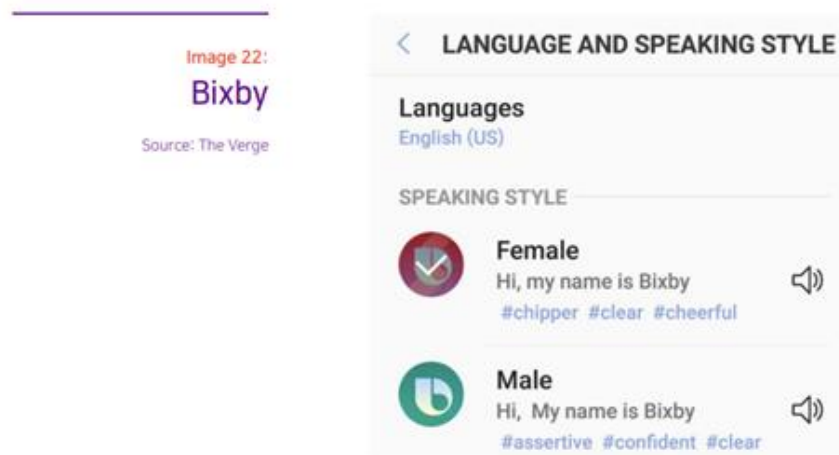 Image 22:
Bixby
Source: The Verge
LANGUAGE AND SPEAKING STYLE
Languages
English (US)
SPEAKING STYLE
Female
Hi, my name is Bixby
#chipper #clear #cheerful
Male
Hi, My name is Bixby
#assertive #confident #clear